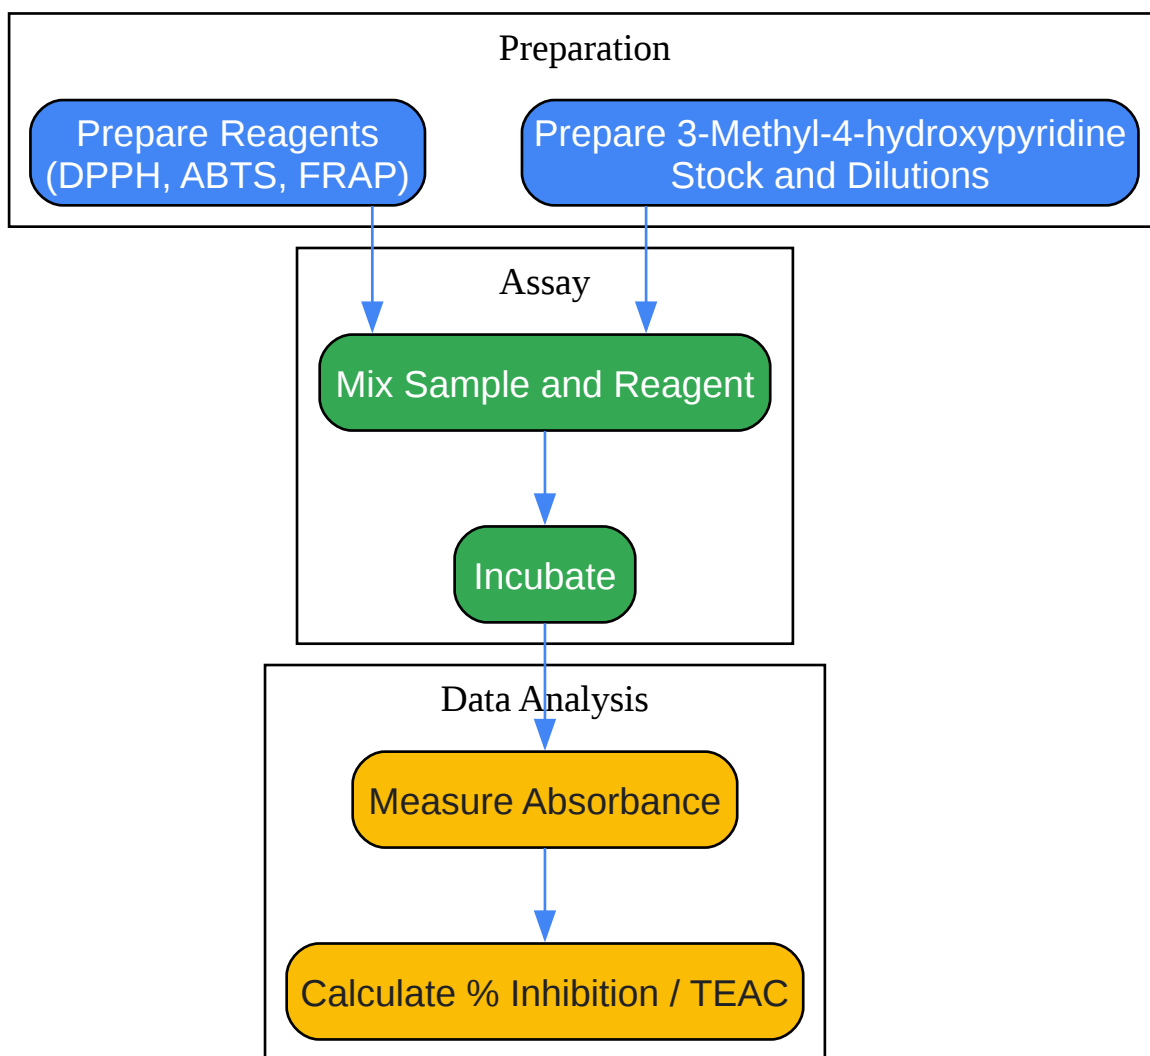 Preparation
Prepare Reagents
(DPPH, ABTS, FRAP)
Prepare 3-Methyl-4-hydroxypyridine
Stock and Dilutions
Assay
Mix Sample and Reagent
Incubate
Data Analysis
Measure Absorbance
Calculate % Inhibition / TEAC